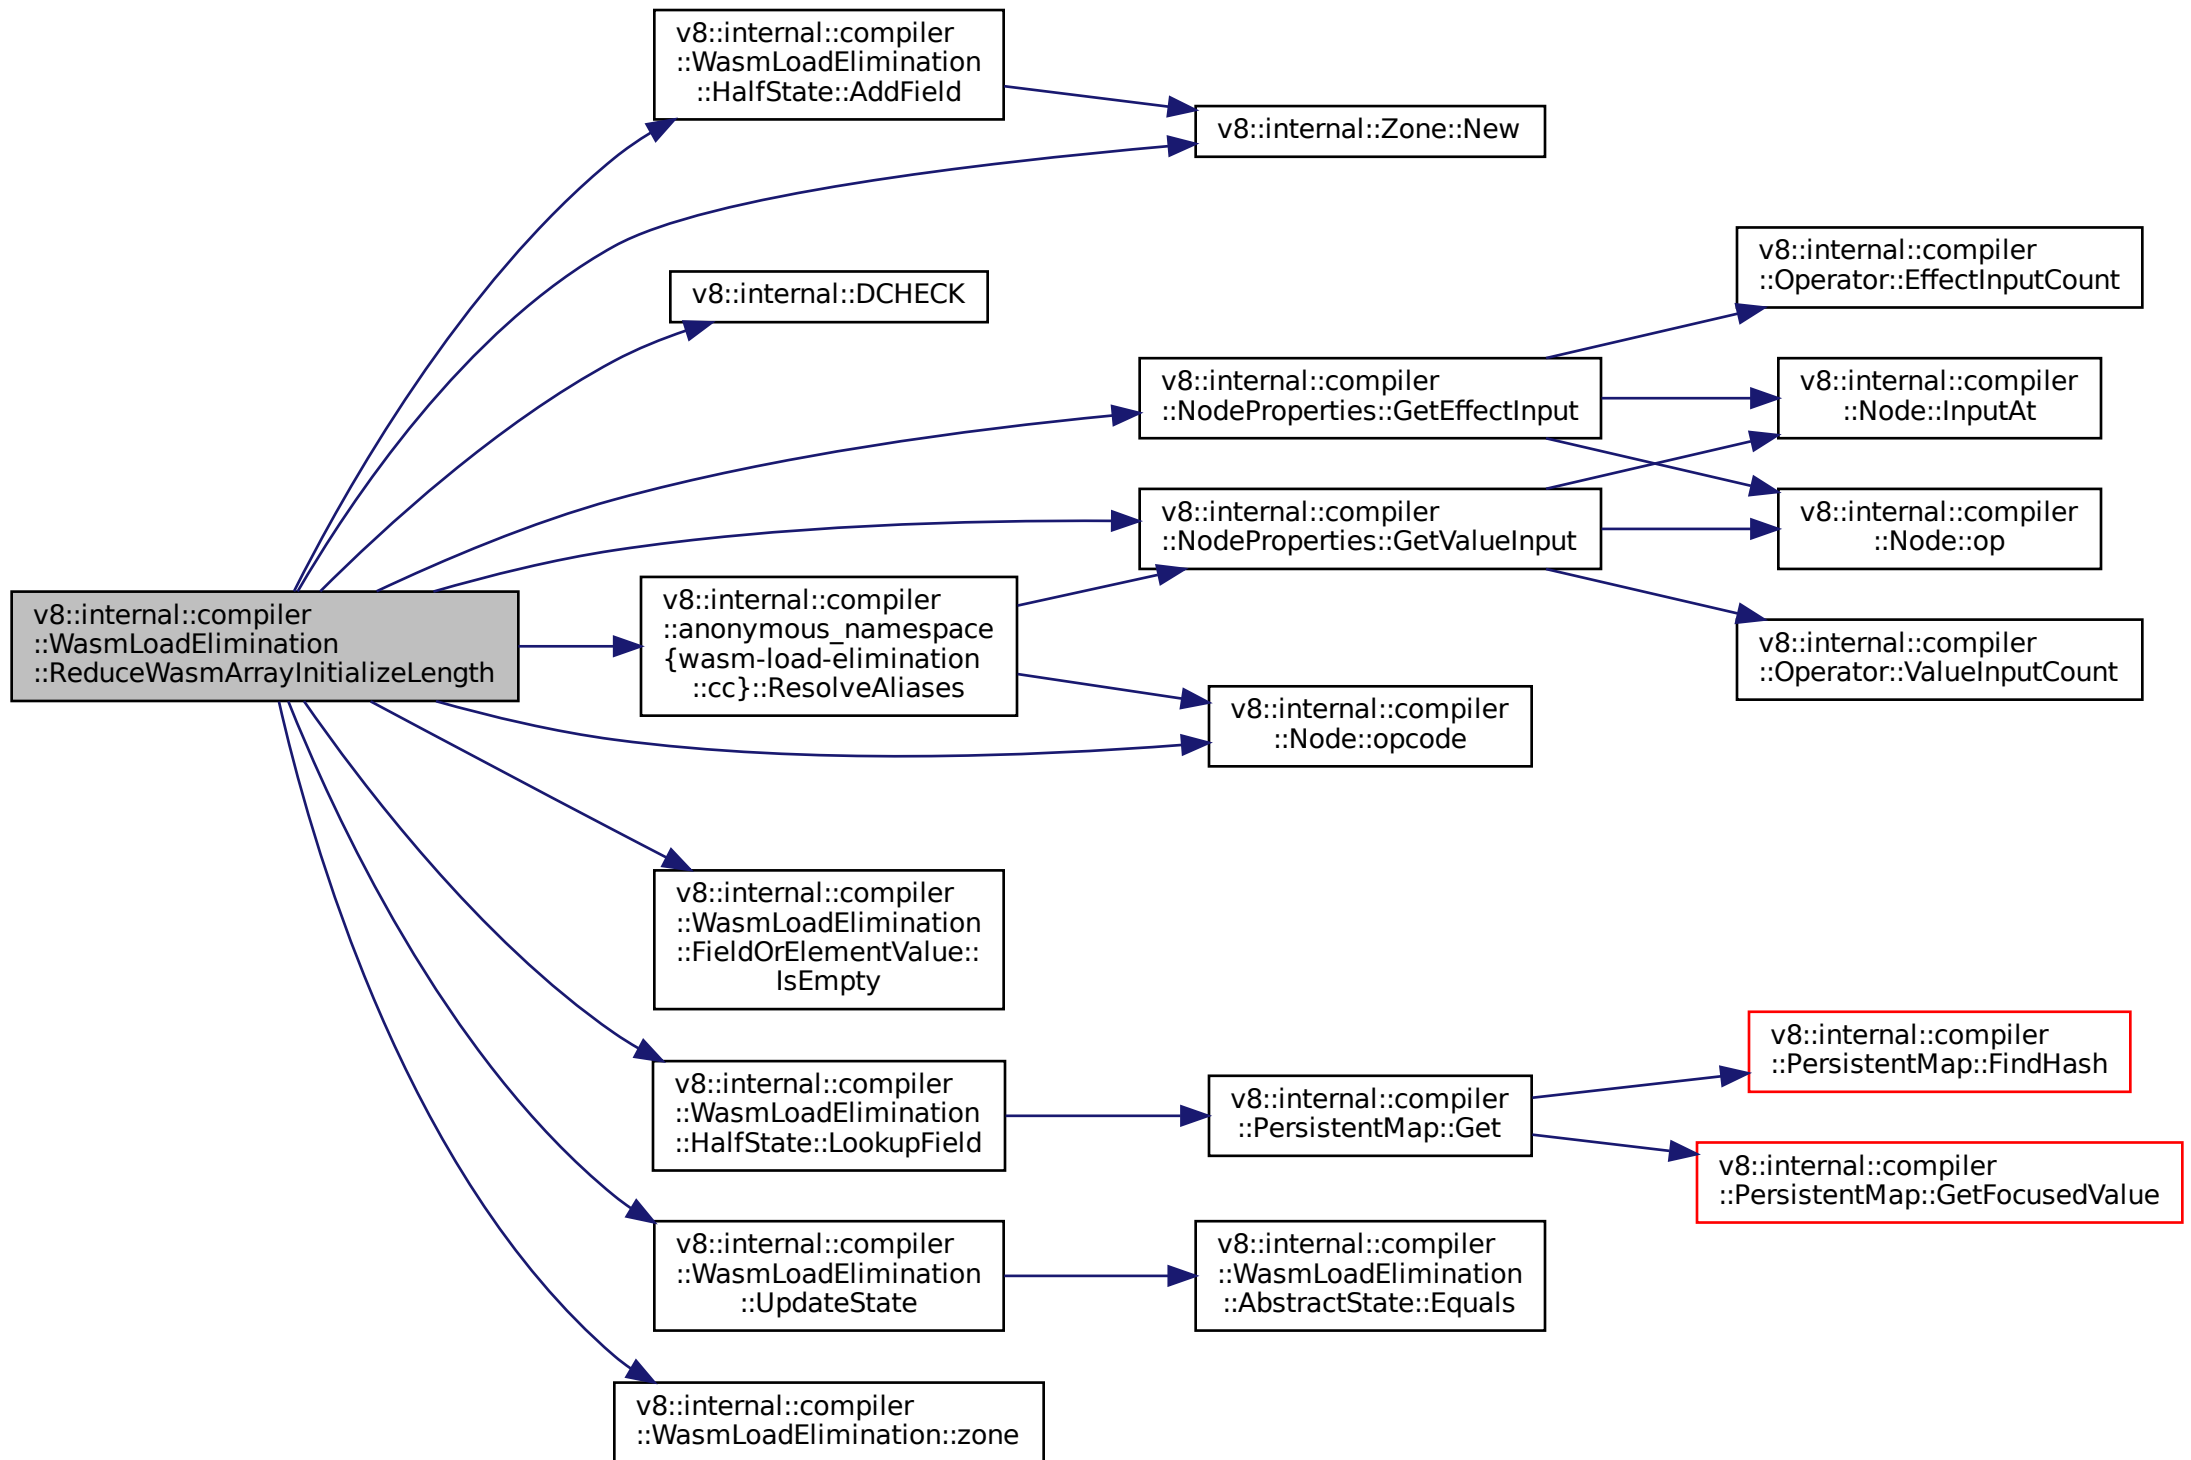 v8::internal::compiler
::WasmLoadElimination
::ReduceWasmArrayInitializeLength
v8::internal::compiler
::WasmLoadElimination
::HalfState::AddField
v8::internal::Zone::New
v8::internal::DCHECK
v8::internal::compiler
::NodeProperties::GetEffectInput
v8::internal::compiler
::Operator::EffectInputCount
v8::internal::compiler
::Node::InputAt
v8::internal::compiler
::Node::op
v8::internal::compiler
::NodeProperties::GetValueInput
v8::internal::compiler
::Operator::ValueInputCount
v8::internal::compiler
::anonymous_namespace
{wasm-load-elimination
::cc}::ResolveAliases
v8::internal::compiler
::Node::opcode
v8::internal::compiler
::WasmLoadElimination
::FieldOrElementValue::
IsEmpty
v8::internal::compiler
::WasmLoadElimination
::HalfState::LookupField
v8::internal::compiler
::PersistentMap::Get
v8::internal::compiler
::PersistentMap::FindHash
v8::internal::compiler
::PersistentMap::GetFocusedValue
v8::internal::compiler
::WasmLoadElimination
::UpdateState
v8::internal::compiler
::WasmLoadElimination
::AbstractState::Equals
v8::internal::compiler
::WasmLoadElimination::zone